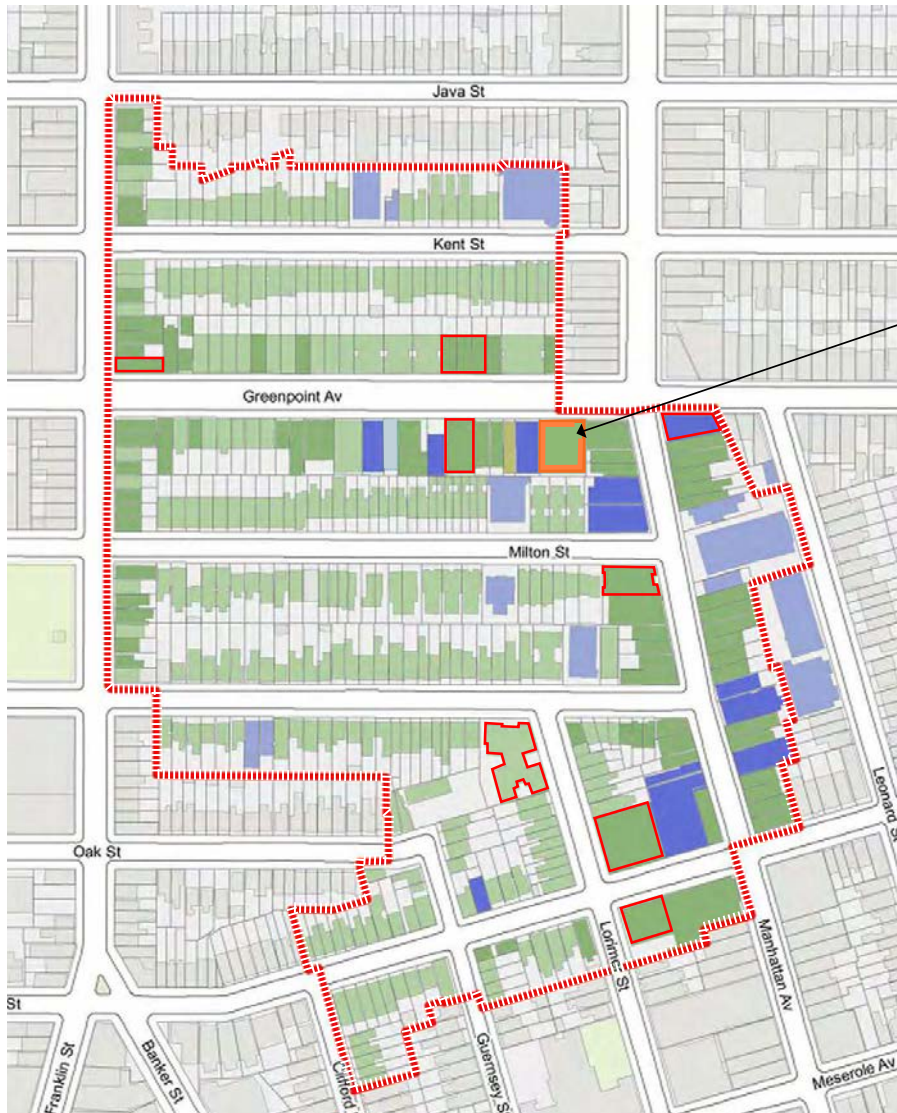 Java St
Kent St
Greenpoint Av
Milton St
Leonard St
Oak St
Lorimer St
Manhattan Av
St
Franklin St
Banker St
Clifford
Guernsey S
Meserole Av